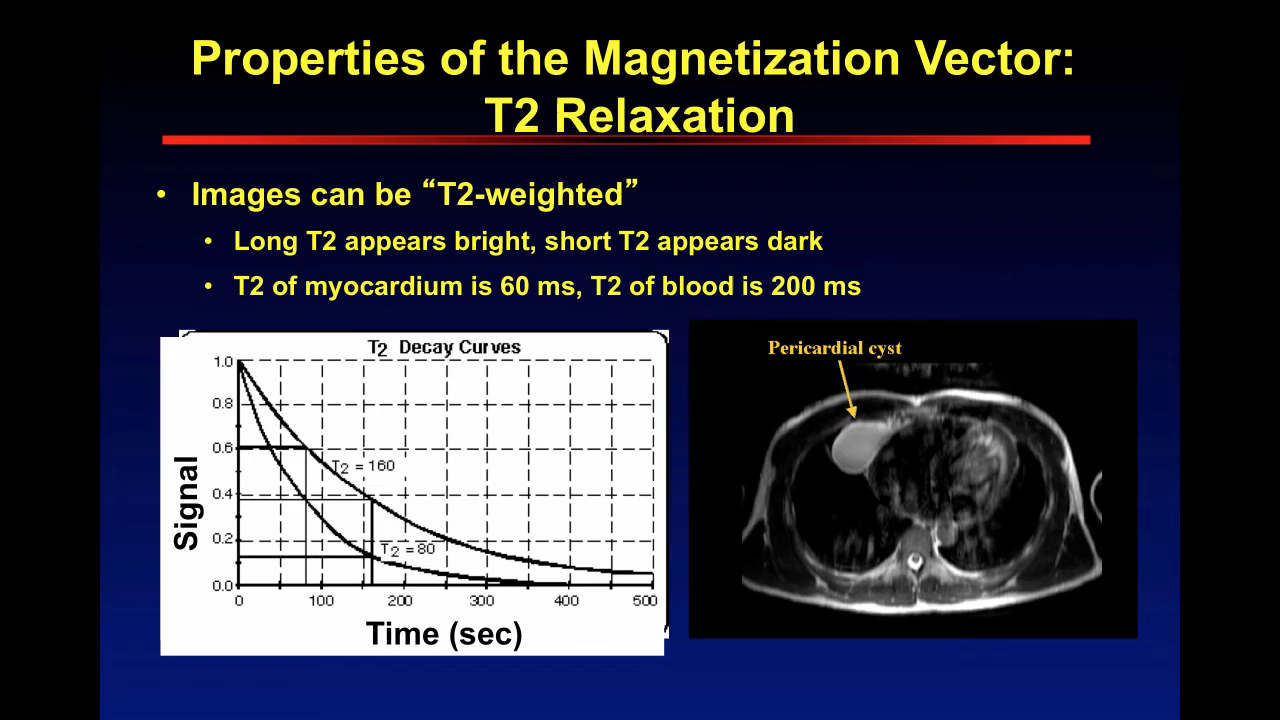 Properties of the Magnetization Vector:
T2 Relaxation
• Images can be “T2-weighted”
• Long T2 appears bright, short T2 appears dark
• T2 of myocardium is 60 ms, T2 of blood is 200 ms
T2 Decay Curves
1.0
0.8
0.6
0.4
0.2
0.0
Signal
T2 = 160
T2 = 80
0 100 200 300 400 500
Time (sec)
Pericardial cyst